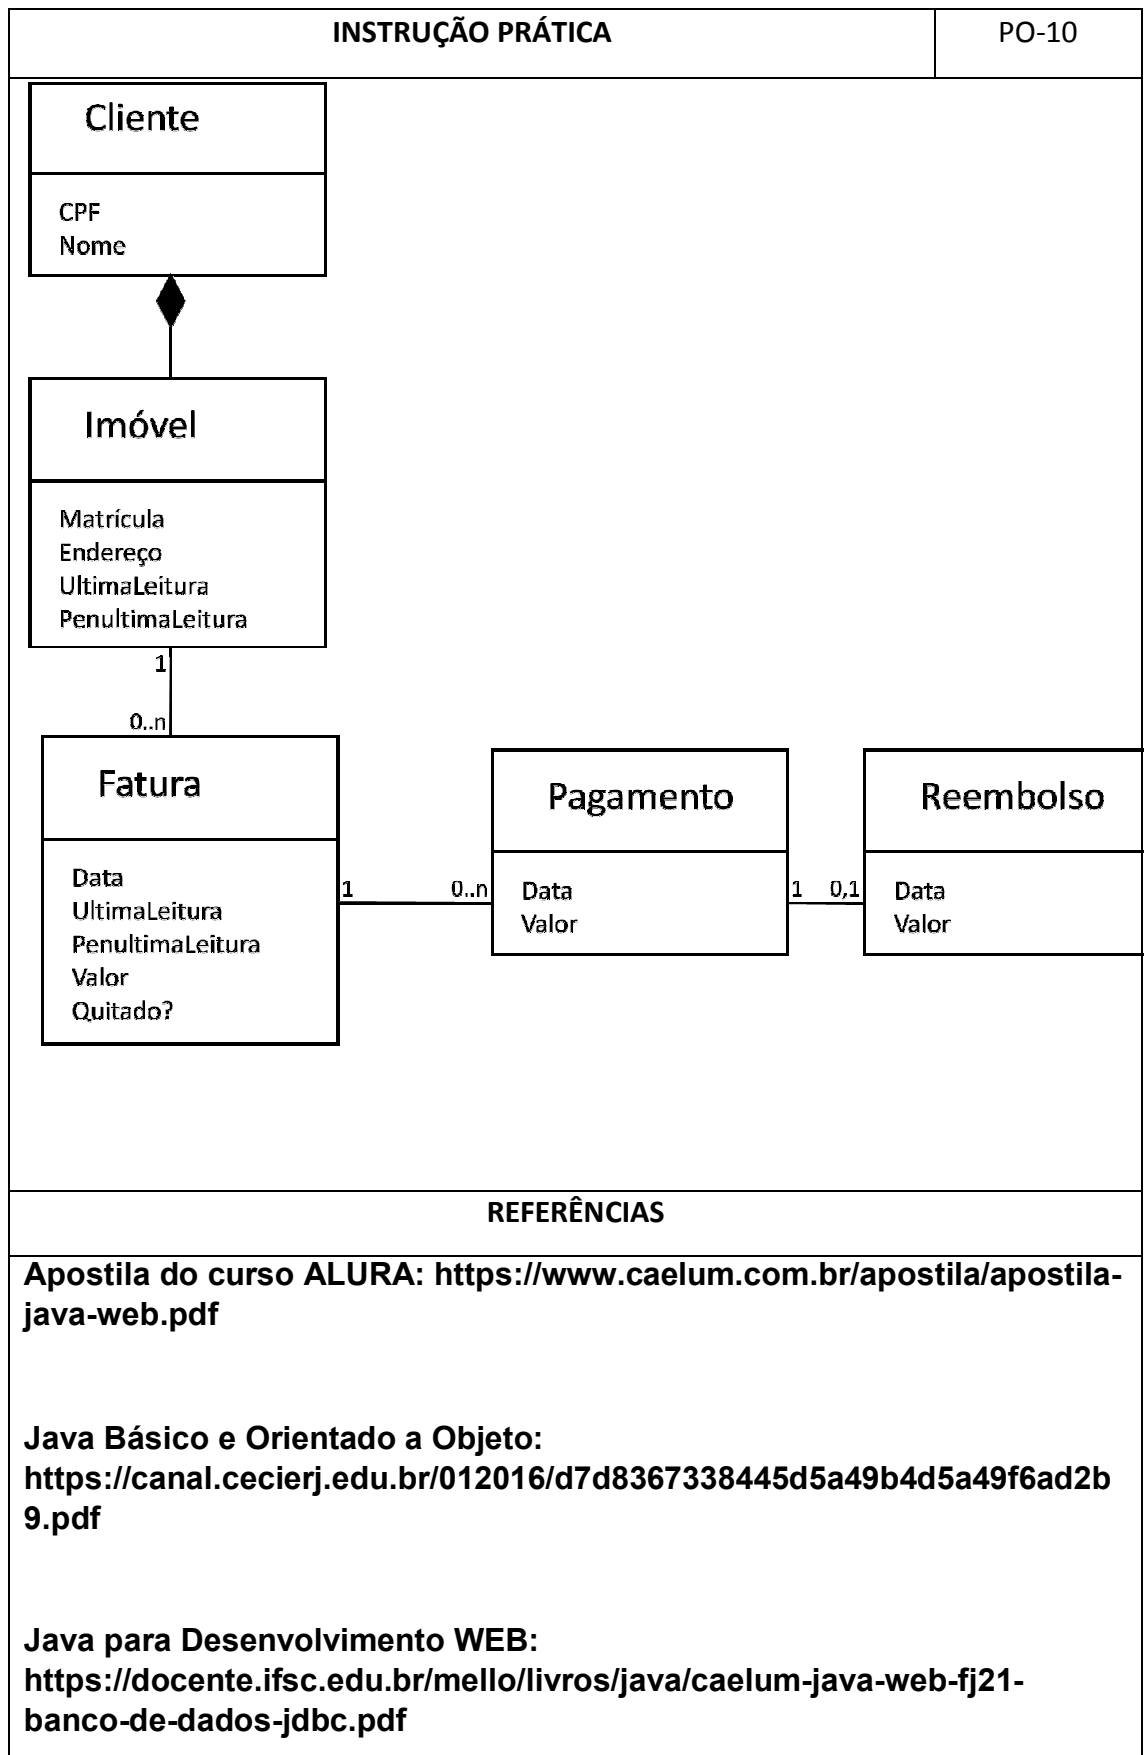 INSTRUÇÃO PRÁTICA
PO-10
Cliente
CPF
Nome
Imóvel
Matrícula
Endereço
UltimaLeitura
PenultimaLeitura
1
0..n
Fatura
Data
UltimaLeitura
PenultimaLeitura
Valor
Quitado?
1
0..n
Pagamento
Data
Valor
1
0,1
Reembolso
Data
Valor
REFERÊNCIAS
Apostila do curso ALURA: https://www.caelum.com.br/apostila/apostila-
java-web.pdf
Java Básico e Orientado a Objeto:
https://canal.cecierj.edu.br/012016/d7d8367338445d5a49b4d5a49f6ad2b
9.pdf
Java para Desenvolvimento WEB:
https://docente.ifsc.edu.br/mello/livros/java/caelum-java-web-fj21-
banco-de-dados-jdbc.pdf